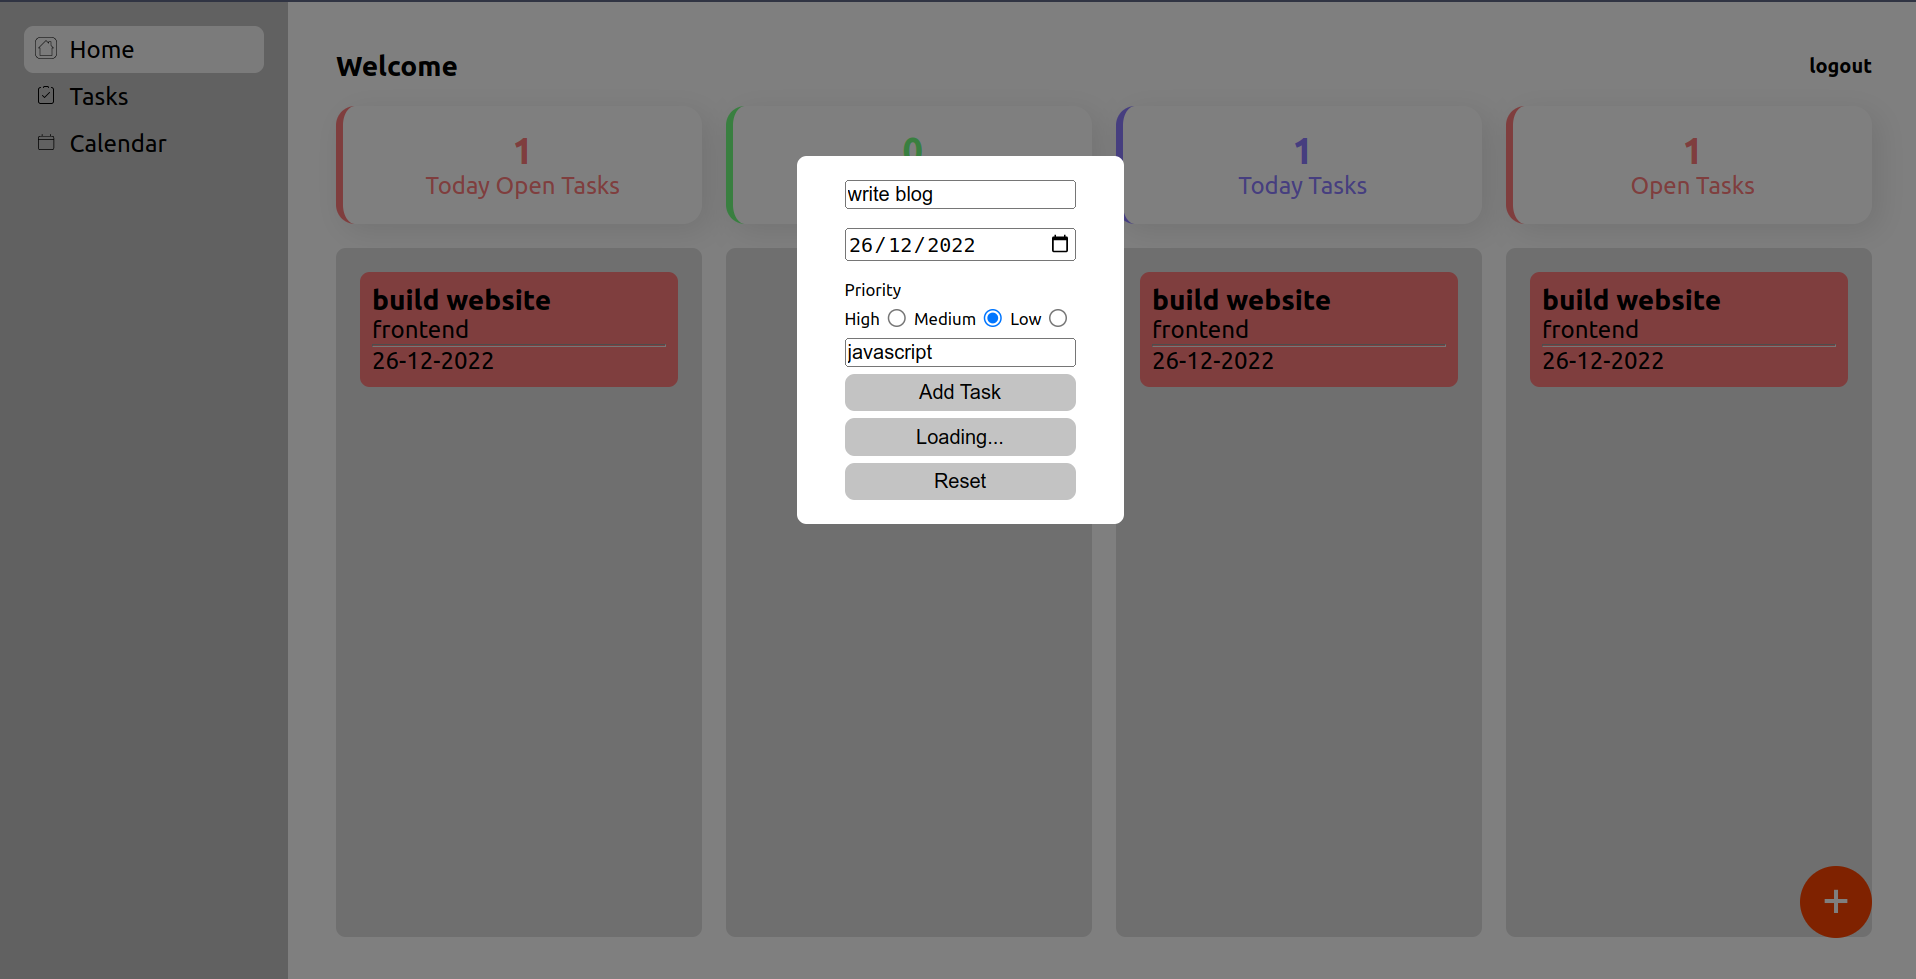 Home
Tasks
Calendar
Welcome
logout
1
Today Open Tasks
0
1
Today Tasks
1
Open Tasks
build website
frontend
26-12-2022
write blog
26/12/2022
Priority
High Medium Low
javascript
Add Task
Loading...
Reset
build website
frontend
26-12-2022
build website
frontend
26-12-2022
+